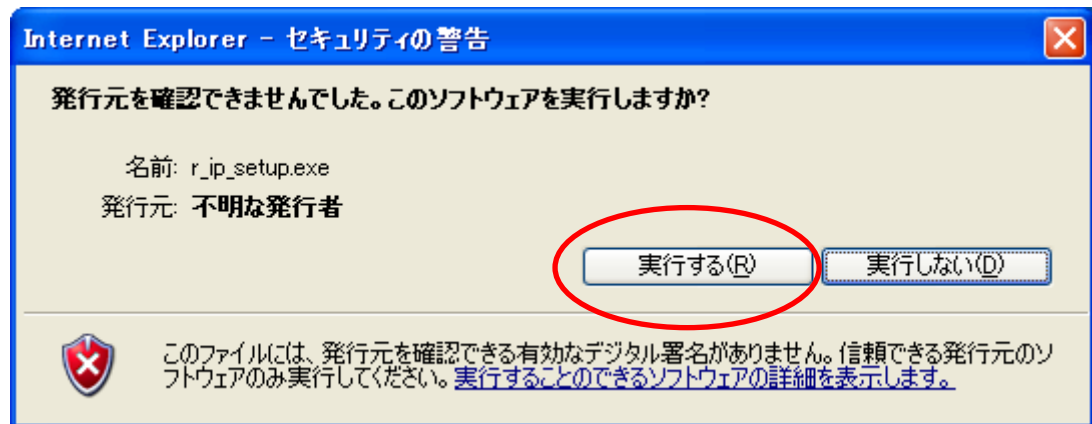 Internet Explorer - セキュリティの警告
発行元を確認できませんでした。このソフトウェアを実行しますか?
名前: r_ip_setup.exe
発行元: 不明な発行者
実行する(R) 実行しない(D)
このファイルには、発行元を確認できる有効なデジタル署名がありません。信頼できる発行元のソ
フトウェアのみ実行してください。実行することのできるソフトウェアの詳細を表示します。